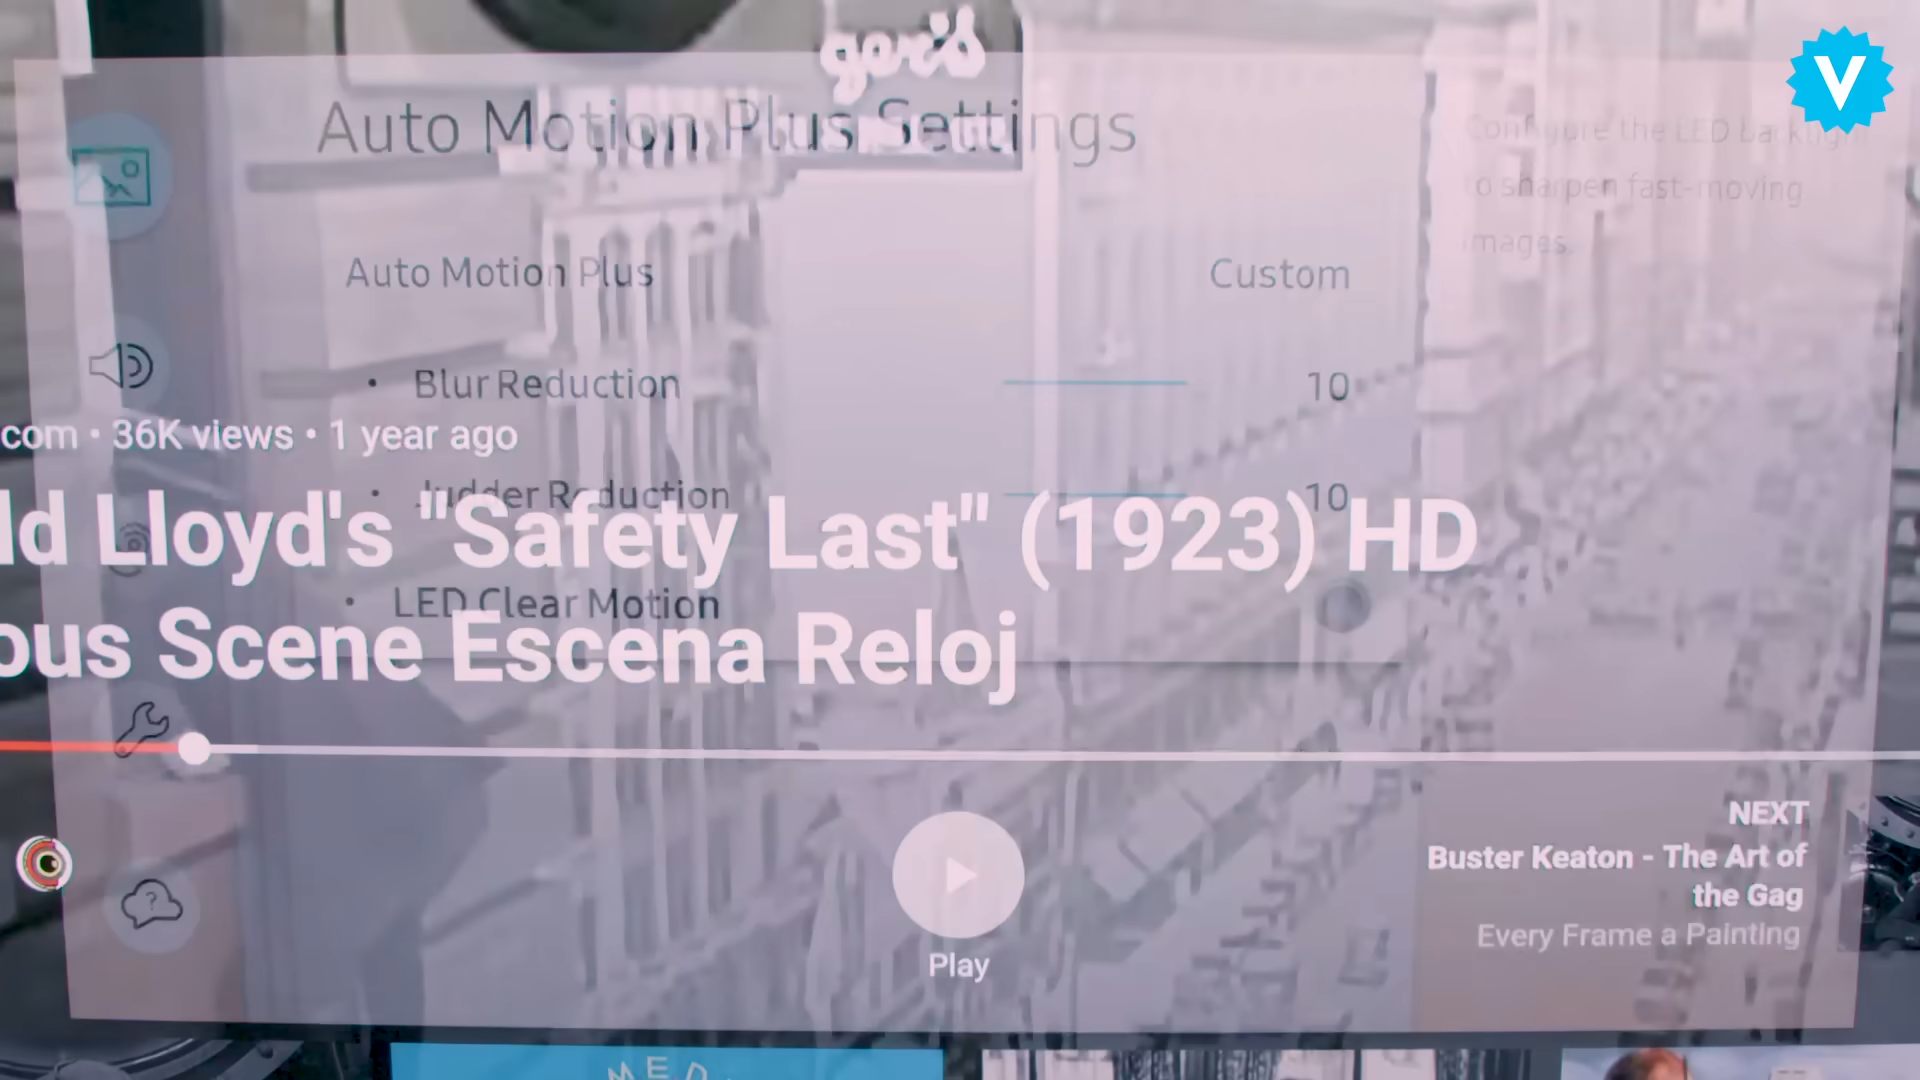 ger's
V
Auto Motion Plus Settings
Configure the LED
to sharpen fast-moving
images.
Auto Motion Plus Custom
• Blur Reduction 10
com • 36K views • 1 year ago
• Judder Reduction 10
ld Lloyd's "Safety Last" (1923) HD
• LED Clear Motion
ous Scene Escena Reloj
NEXT
Buster Keaton - The Art of
the Gag
Every Frame a Painting
Play
MED